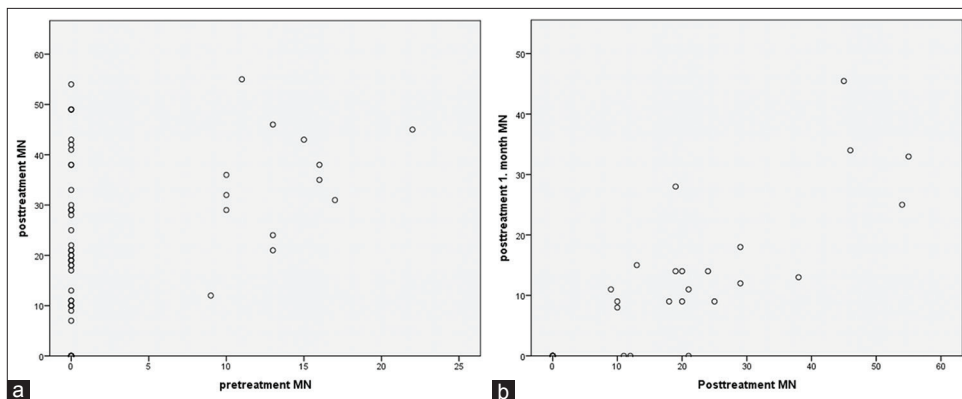 60
50
40
30
20
10
0
posttreatment MN
0 5 10 15 20 25
pretreatment MN
a
50
40
30
20
10
0
posttreatment 1. month MN
0 10 20 30 40 50 60
Posttreatment MN
b